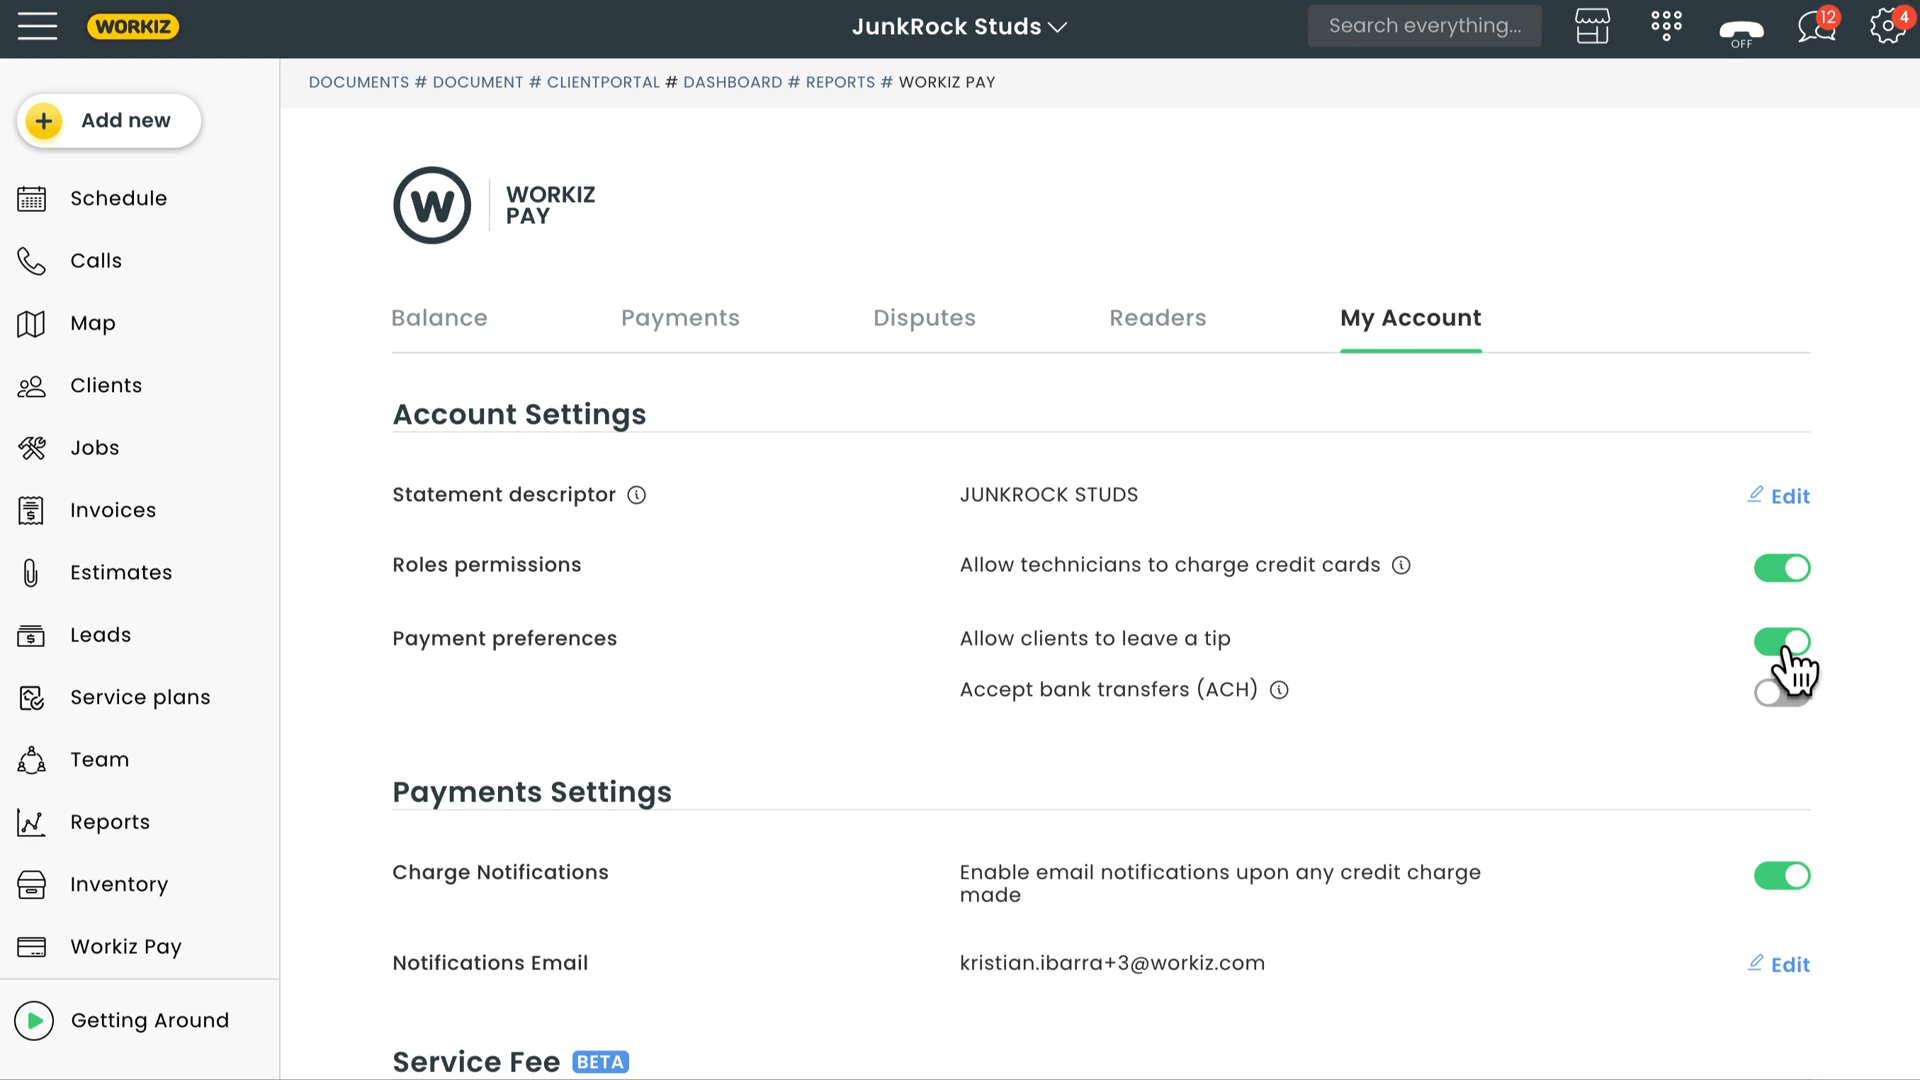 WORKIZ
JunkRock Studs
Search everything...
OFF
12
4
DOCUMENTS # DOCUMENT # CLIENTPORTAL # DASHBOARD # REPORTS # WORKIZ PAY
Add new
Schedule
Calls
Map
Clients
Jobs
Invoices
Estimates
Leads
Service plans
Team
Reports
Inventory
Workiz Pay
Getting Around
W
WORKIZ
PAY
Balance
Payments
Disputes
Readers
My Account
Account Settings
Statement descriptor
JUNKROCK STUDS
Edit
Roles permissions
Allow technicians to charge credit cards
Payment preferences
Allow clients to leave a tip
Accept bank transfers (ACH)
Payments Settings
Charge Notifications
Enable email notifications upon any credit charge
made
Notifications Email
kristian.ibarra+3@workiz.com
Edit
Service Fee BETA